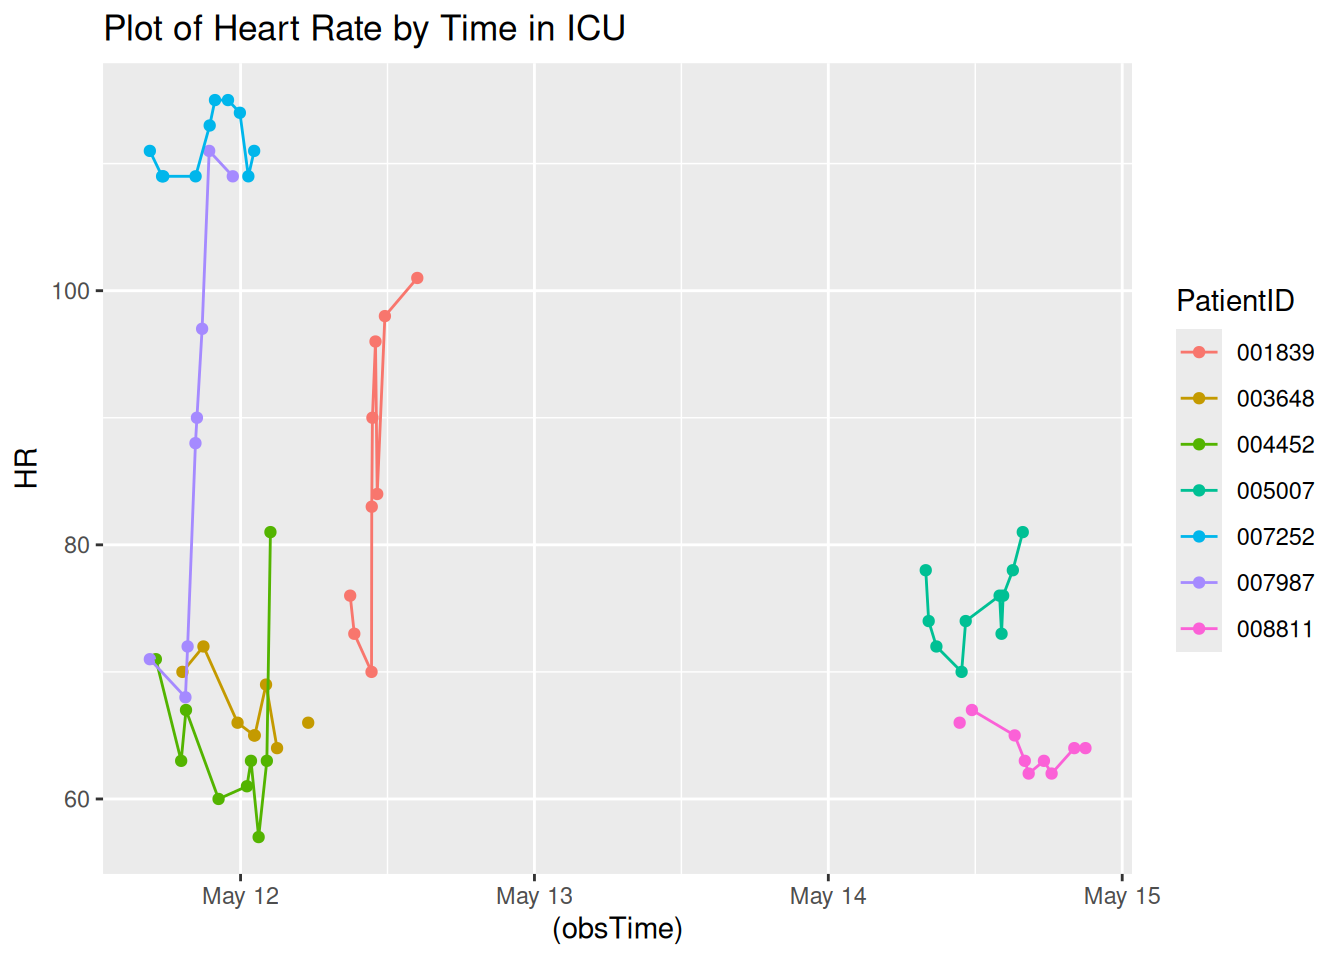 Plot of Heart Rate by Time in ICU
HR
100
80
60
May 12
May 13
May 14
May 15
(obsTime)
PatientID
001839
003648
004452
005007
007252
007987
008811